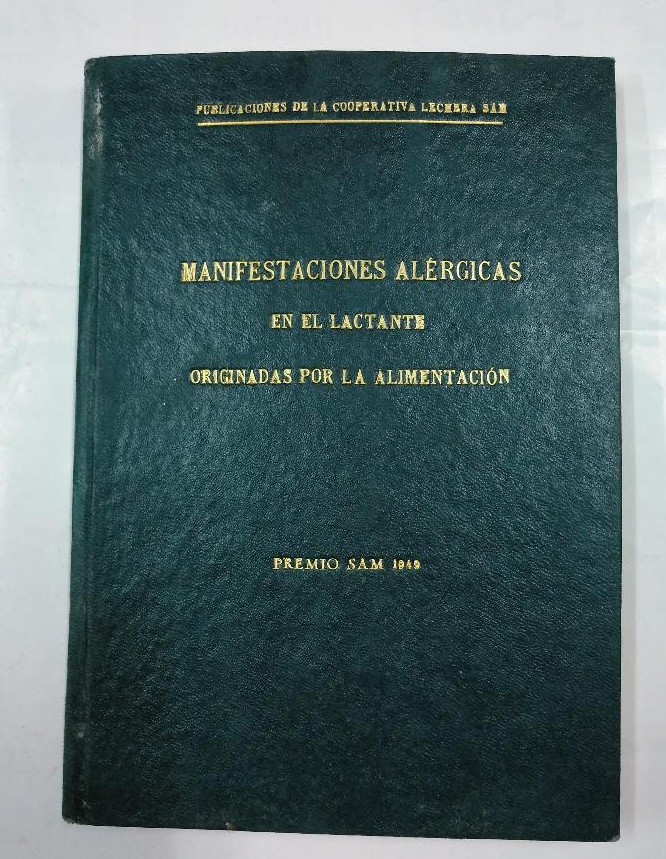 PUBLICACIONES DE LA COOPERATIVA LECHERA SAM
MANIFESTACIONES ALÉRGICAS
EN EL LACTANTE
ORIGINADAS POR LA ALIMENTACIÓN
PREMIO SAM 1949